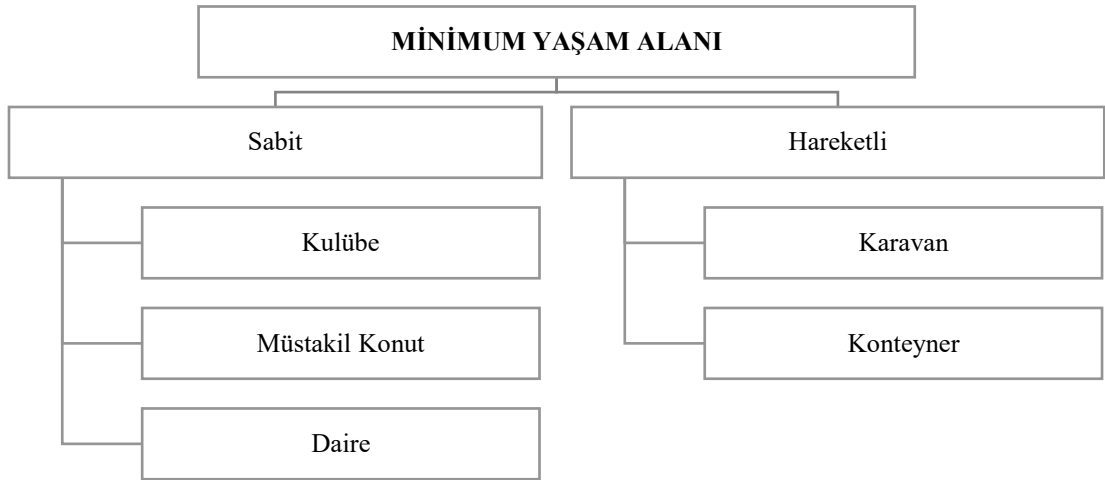 MİNİMUM YAŞAM ALANI
Sabit
Kulübe
Müstakil Konut
Daire
Hareketli
Karavan
Konteyner